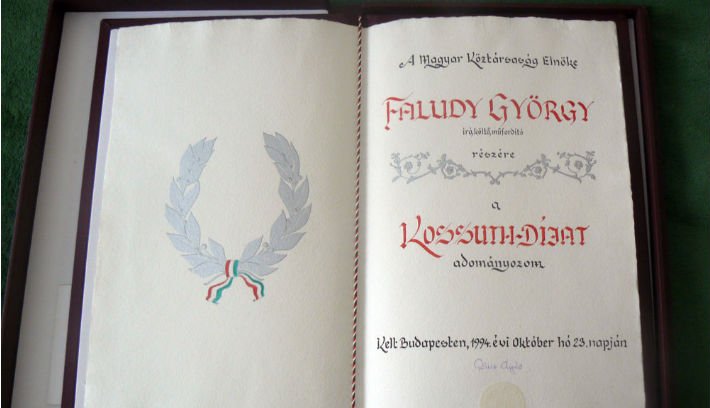 A Magyar Köztársaság Elnöke
FALUDY GYÖRGY
író, költő, műfordító
részére
a
KOSSUTH-DÍJAT
adományozom
Kelt Budapesten, 1994. évi Október hó 23. napján